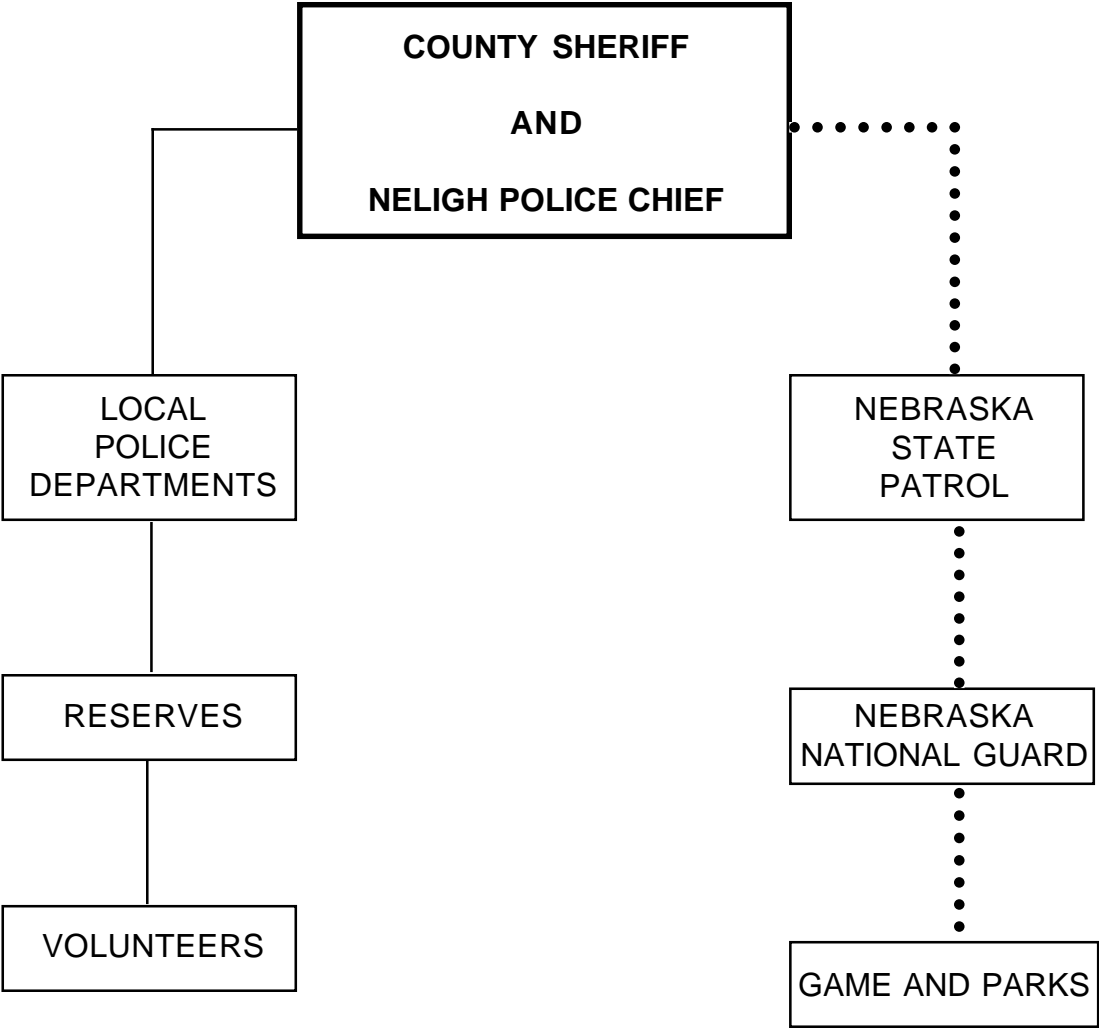 COUNTY SHERIFF
AND
NELIGH POLICE CHIEF
LOCAL
POLICE
DEPARTMENTS
NEBRASKA
STATE
PATROL
RESERVES
NEBRASKA
NATIONAL GUARD
VOLUNTEERS
GAME AND PARKS